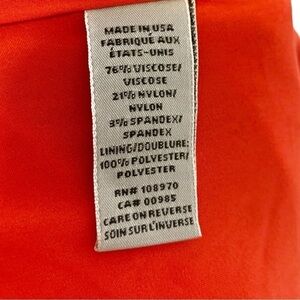 MADE IN USA
FABRIQUÉ AUX
ÉTATS-UNIS
76% VISCOSE/
VISCOSE
21% NYLON/
NYLON
3% SPANDEX/
SPANDEX
LINING/DOUBLURE:
100% POLYESTER/
POLYESTER
RN# 108970
CA# 00985
CARE ON REVERSE
SOIN SUR L'INVERSE